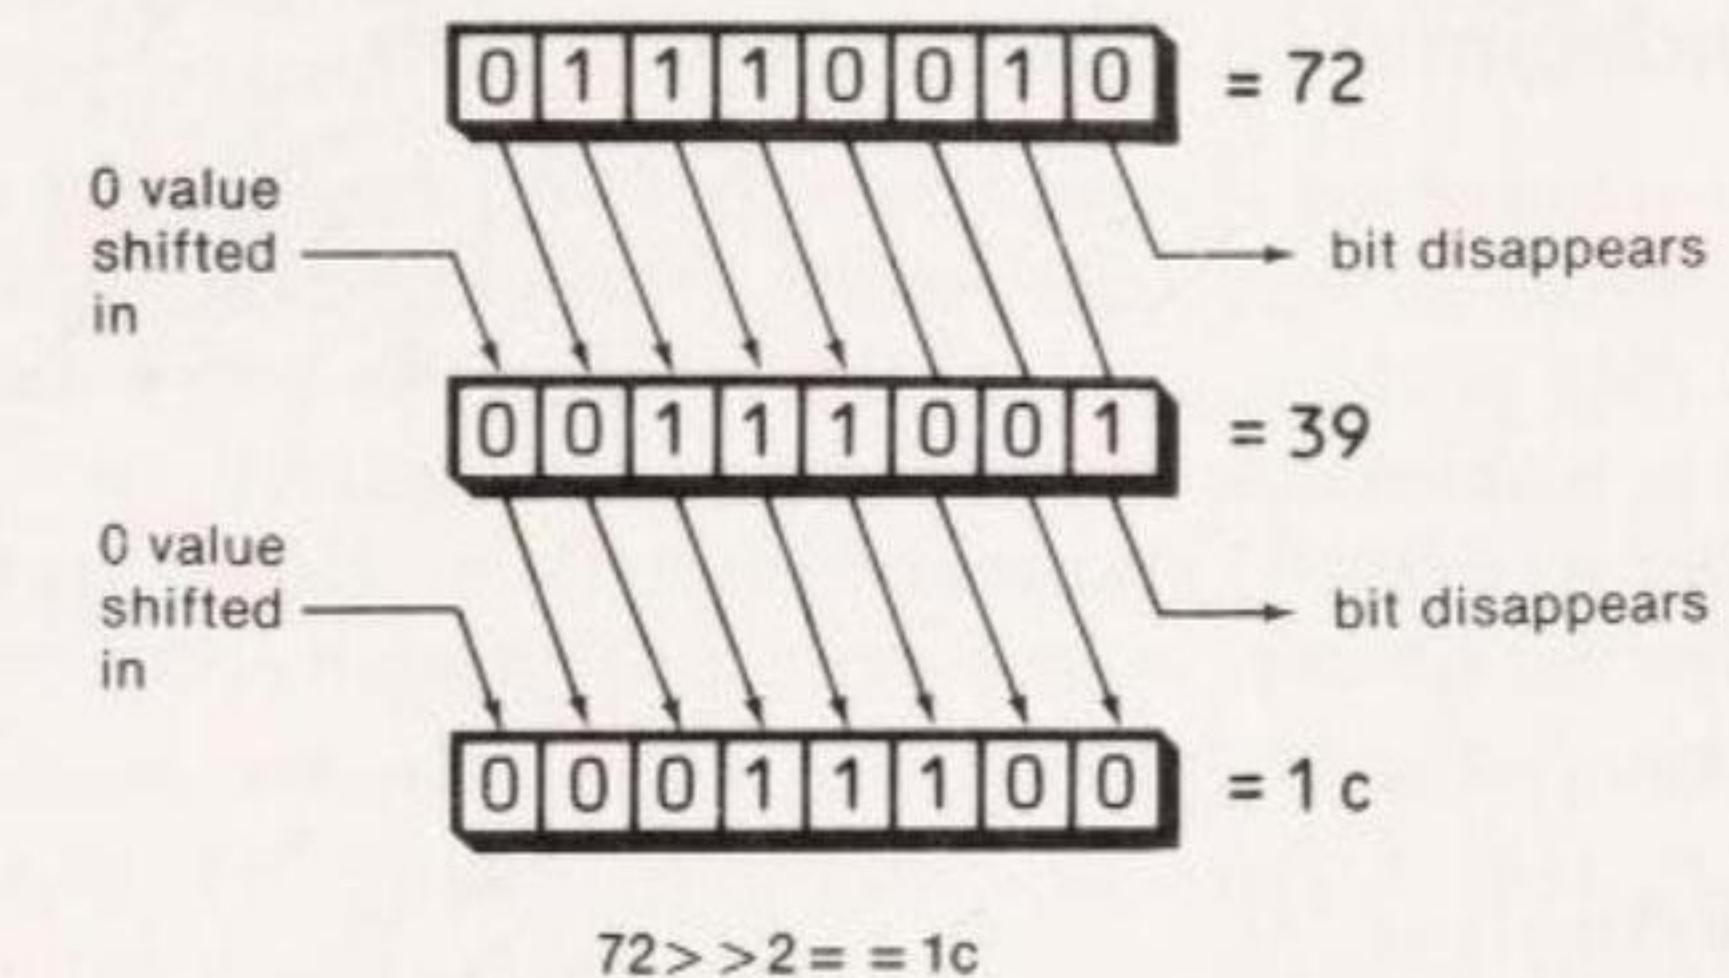 0 1 1 1 0 0 1 0 = 72
0 value
shifted
in
bit disappears
0 0 1 1 1 0 0 1 = 39
0 value
shifted
in
bit disappears
0 0 0 1 1 1 0 0 = 1 c
72> >2= =1c